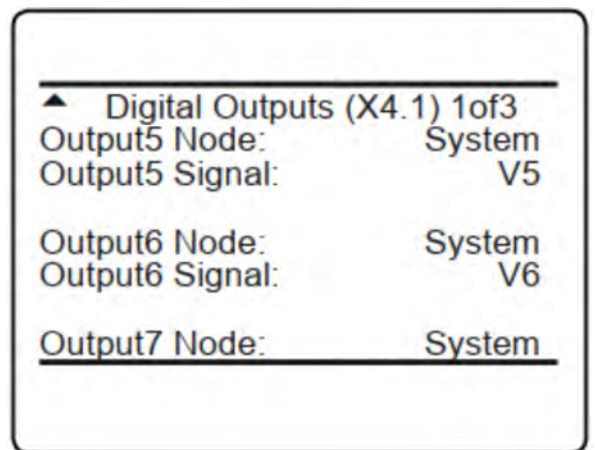 ▲ Digital Outputs (X4.1) 1of3
Output5 Node: System
Output5 Signal: V5
Output6 Node: System
Output6 Signal: V6
Output7 Node: System